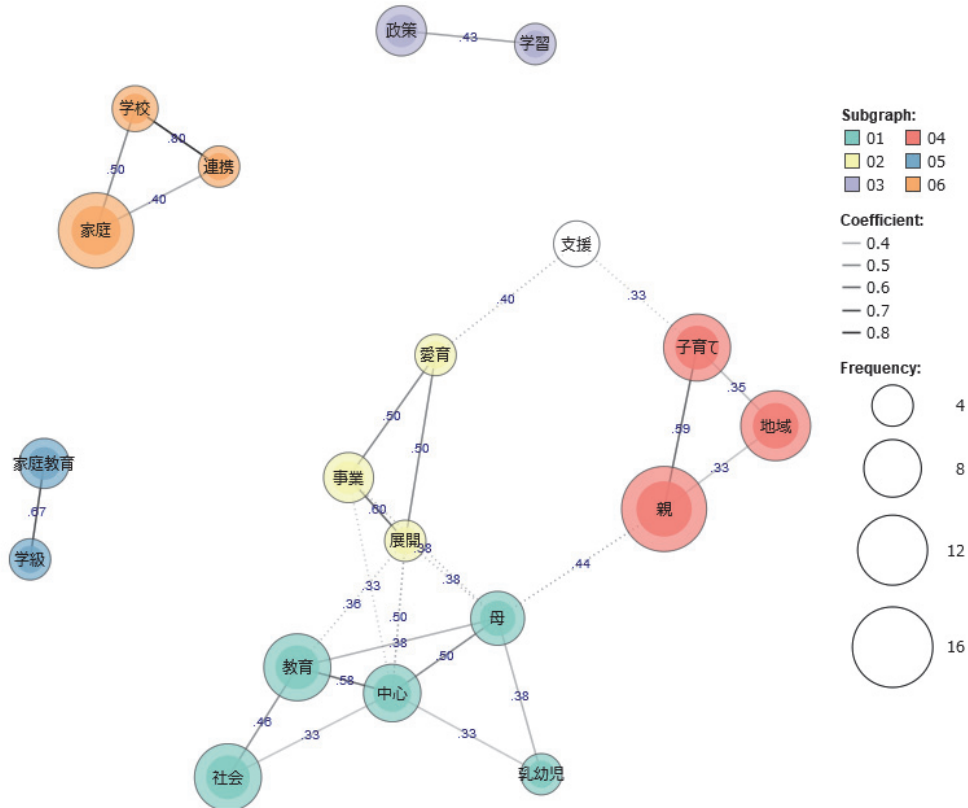 政策
.43
学習
学校
.80
連携
.50
.40
家庭
Subgraph:
01 04
02 05
03 06
Coefficient:
0.4
0.5
0.6
0.7
0.8
Frequency:
4
8
12
16
支援
.40
.33
愛育
子育て
.35
地域
.50
.50
.59
.33
家庭教育
.67
学級
事業
.60
親
展開
.38
.38
.44
.33
.36
.50
母
.38
.50
教育
.58
中心
.38
.46
.33
.33
社会
乳幼児